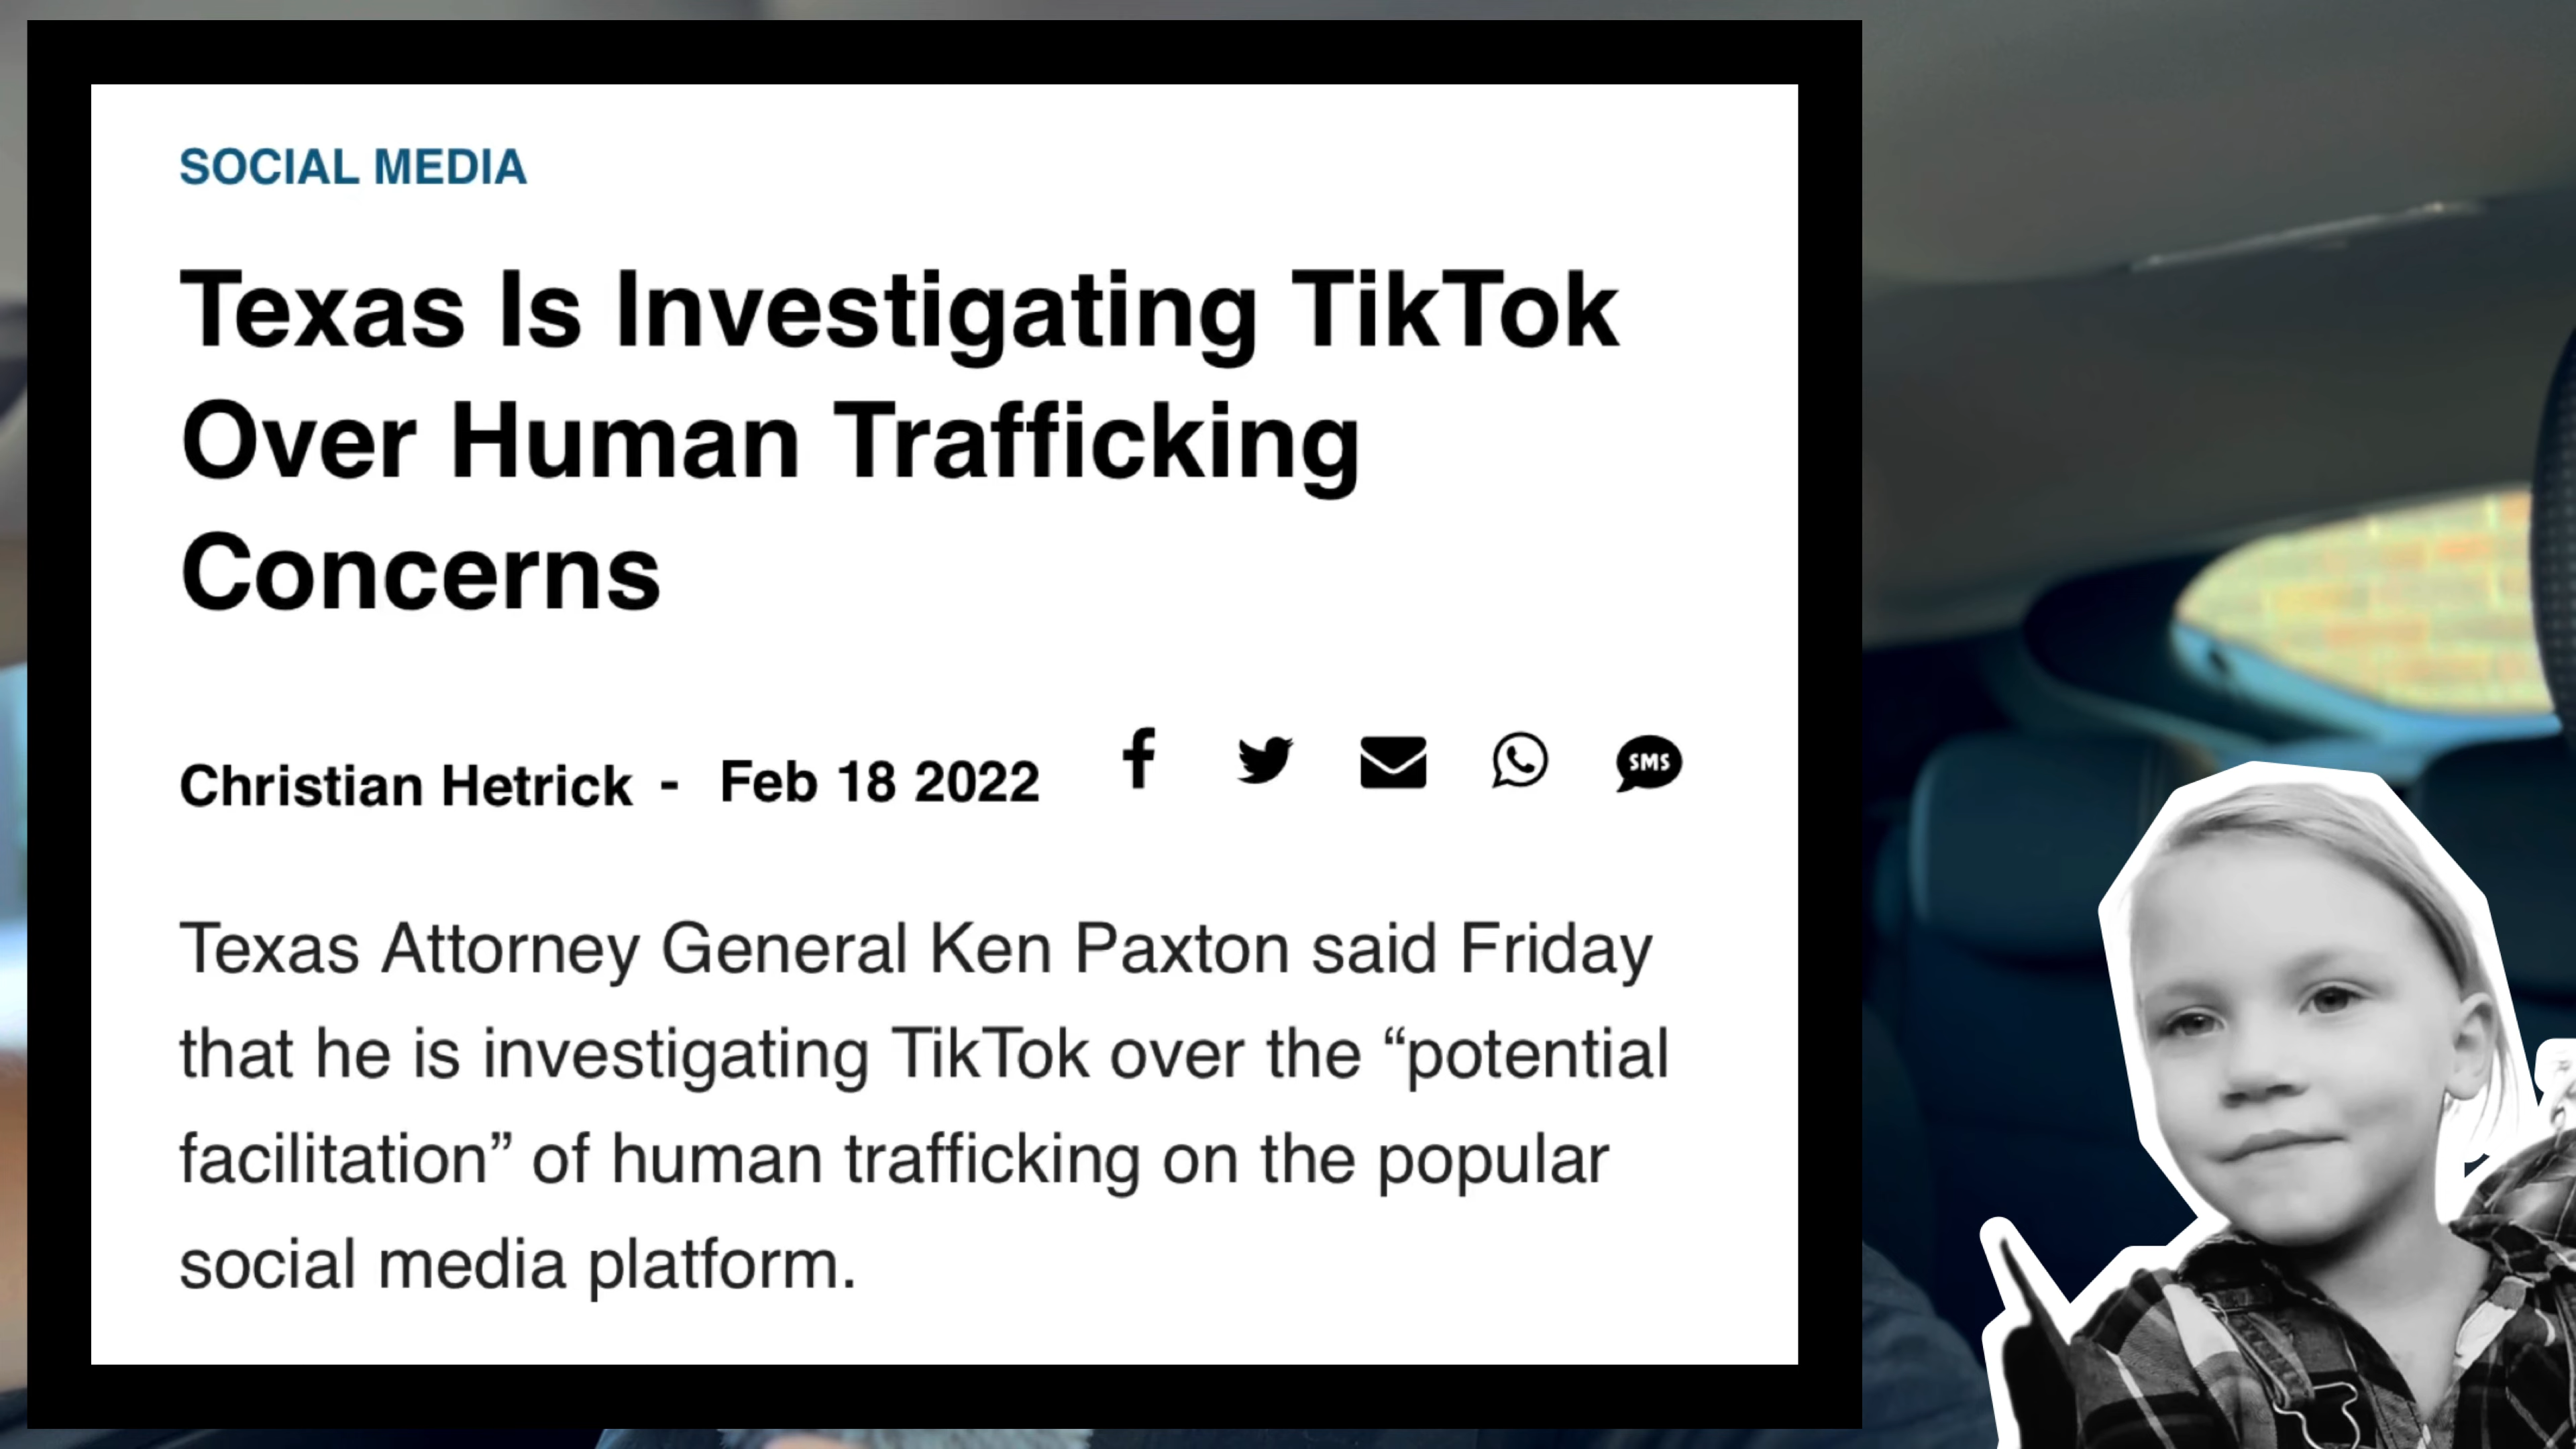 SOCIAL MEDIA
Texas Is Investigating TikTok
Over Human Trafficking
Concerns
Christian Hetrick - Feb 18 2022
SMS
Texas Attorney General Ken Paxton said Friday
that he is investigating TikTok over the “potential
facilitation” of human trafficking on the popular
social media platform.